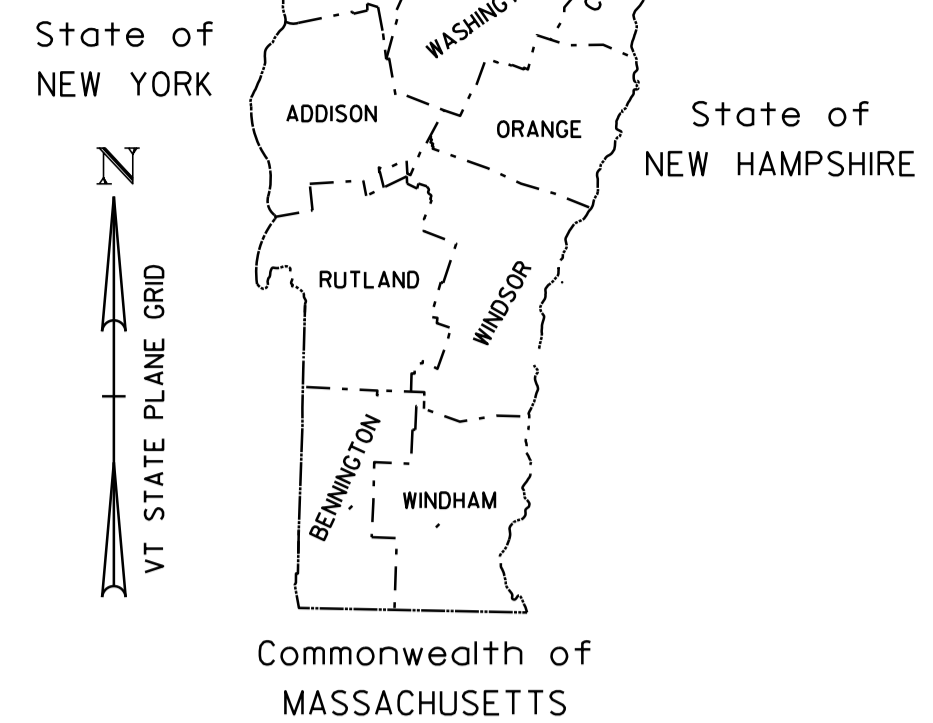 State of
NEW YORK
ADDISON
ORANGE
State of
NEW HAMPSHIRE
N
VT STATE PLANE GRID
RUTLAND
WINDSOR
BENNINGTON
WINDHAM
Commonwealth of
MASSACHUSETTS